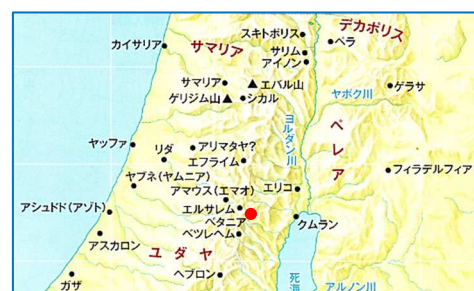 スキトポリス
デカポリス
カイサリア
サマリア
ペラ
サリム
アイノン
サマリア
エバル山
ゲラサ
ゲリジム山
シカル
ヤボク川
ヨルダン川
ペレア
ヤッファ
リダ
アリマタヤ?
エフライム
フィラデルフィア
ヤブネ(ヤムニア)
アマウス(エマオ)
エリコ
アシュドド(アゾト)
エルサレム
ベタニア
クムラン
アスカロン
ベツレヘム
ユダヤ
ヘブロン
ガザ
死海
アルノン川